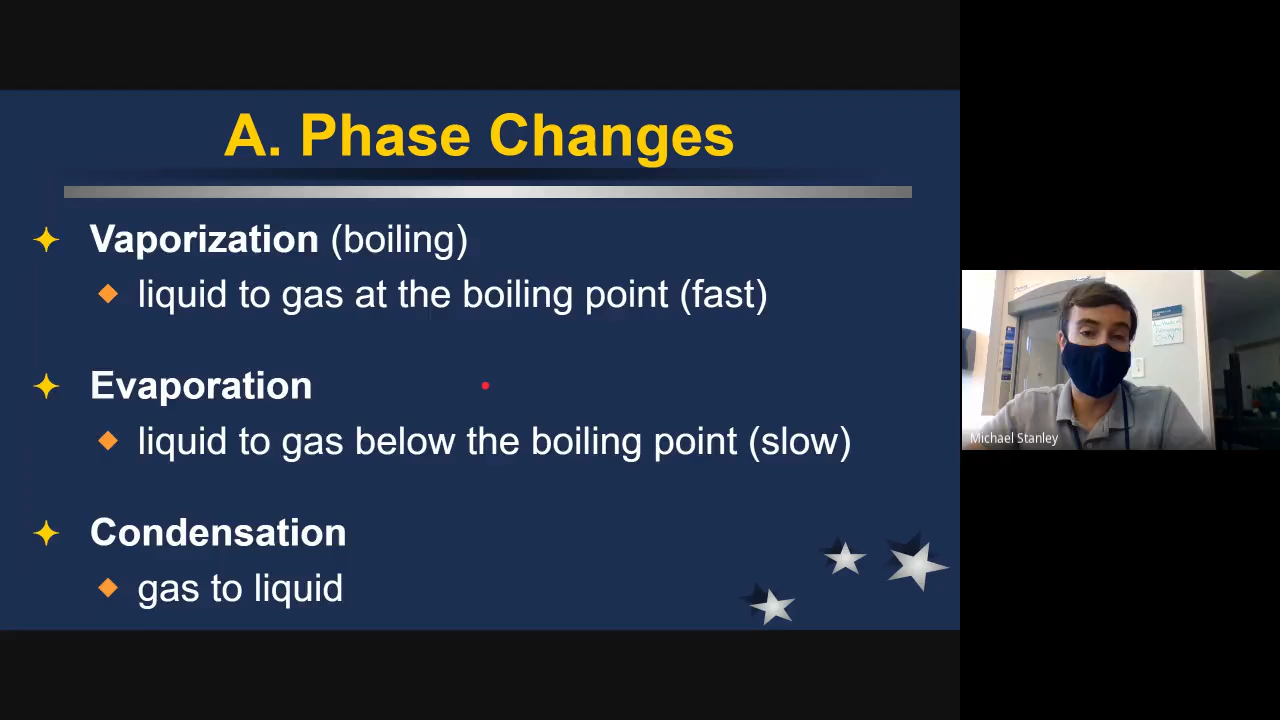 A. Phase Changes
Vaporization (boiling)
liquid to gas at the boiling point (fast)
Evaporation
liquid to gas below the boiling point (slow)
Condensation
gas to liquid
Michael Stanley